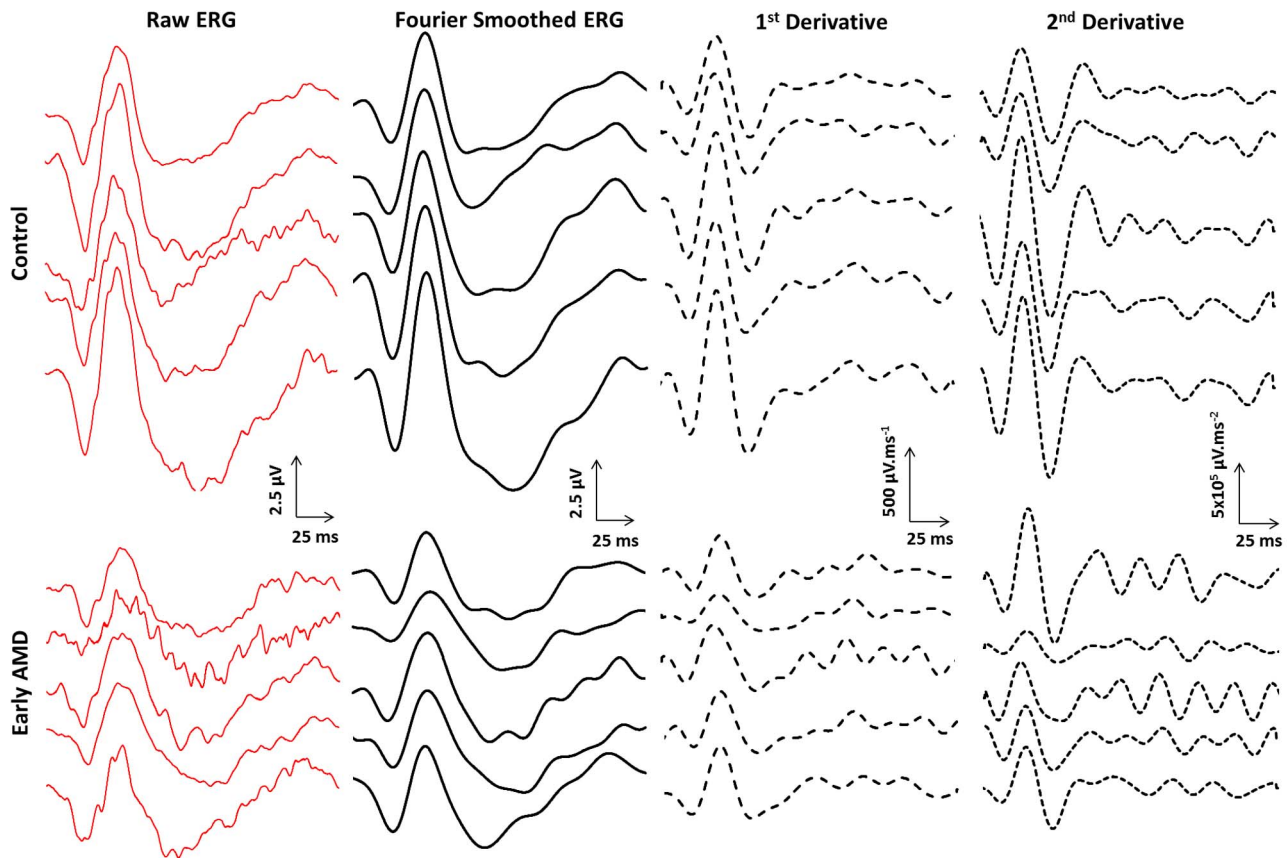 Raw ERG
Fourier Smoothed ERG
1st Derivative
2nd Derivative
Control
2.5 µV
25 ms
2.5 µV
25 ms
500 µV.ms-1
25 ms
5x10⁵ µV.ms-2
25 ms
Early AMD